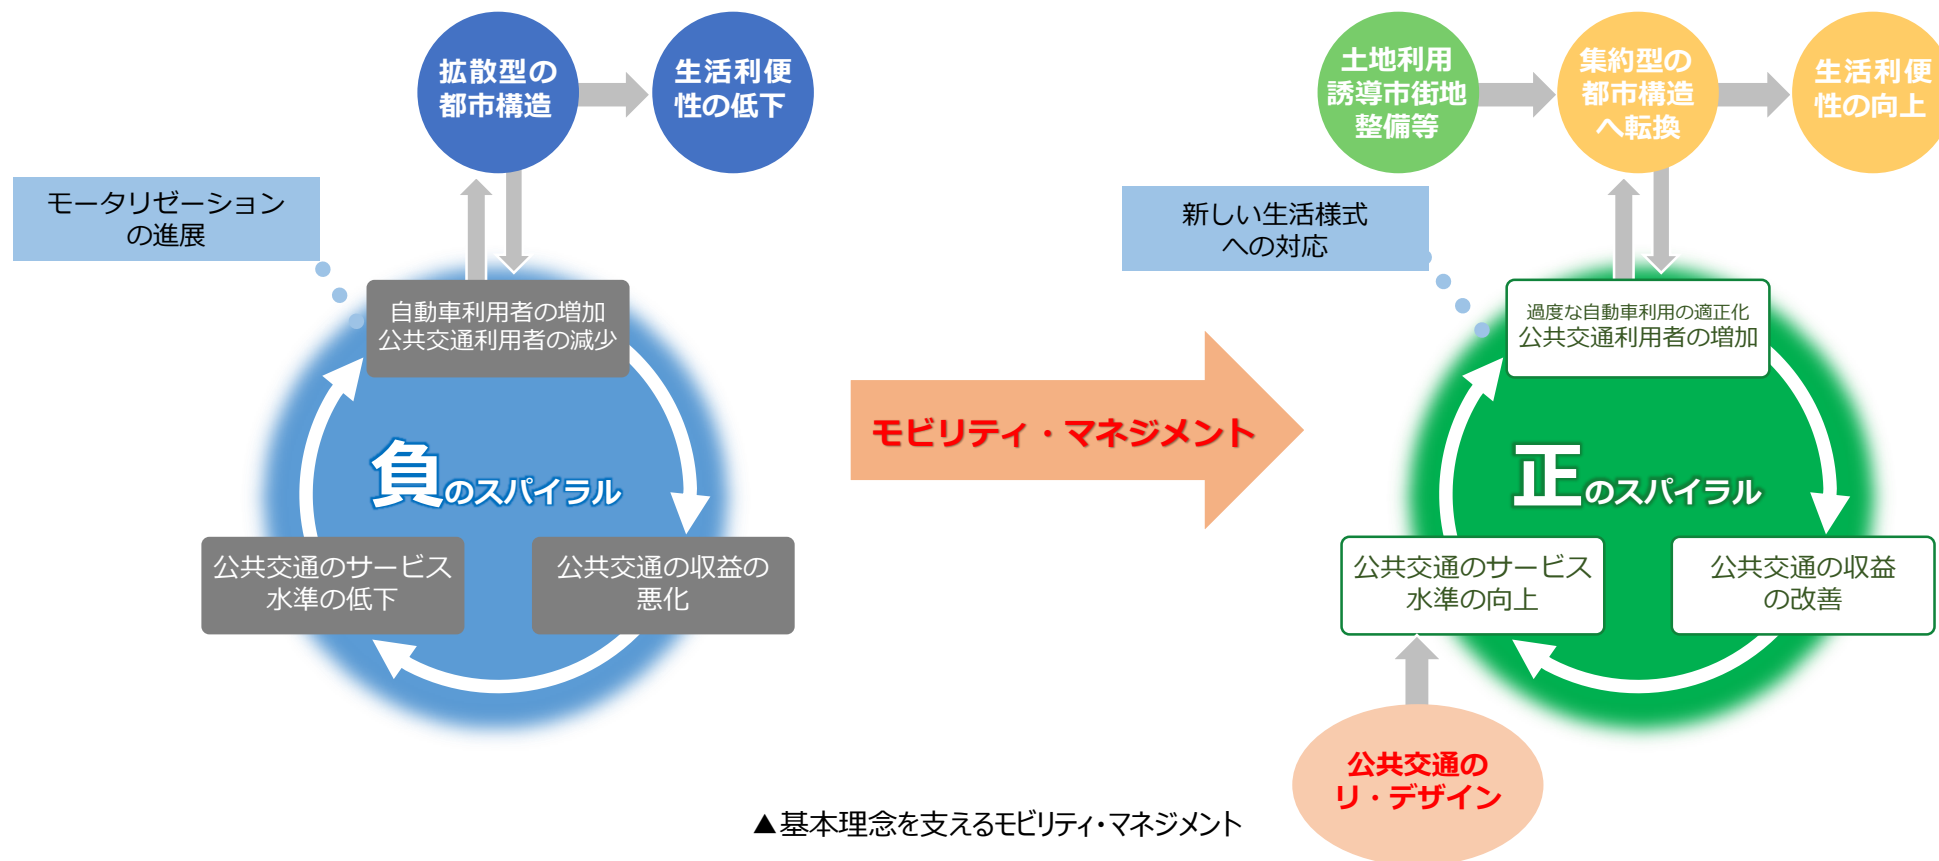 拡散型の
都市構造
生活利便
性の低下
モータリゼーション
の進展
自動車利用者の増加
公共交通利用者の減少
負のスパイラル
公共交通のサービス
水準の低下
公共交通の収益の
悪化
モビリティ・マネジメント
土地利用
誘導市街地
整備等
集約型の
都市構造
へ転換
生活利便
性の向上
新しい生活様式
への対応
過度な自動車利用の適正化
公共交通利用者の増加
正のスパイラル
公共交通のサービス
水準の向上
公共交通の収益
の改善
公共交通の
リ・デザイン
▲基本理念を支えるモビリティ・マネジメント